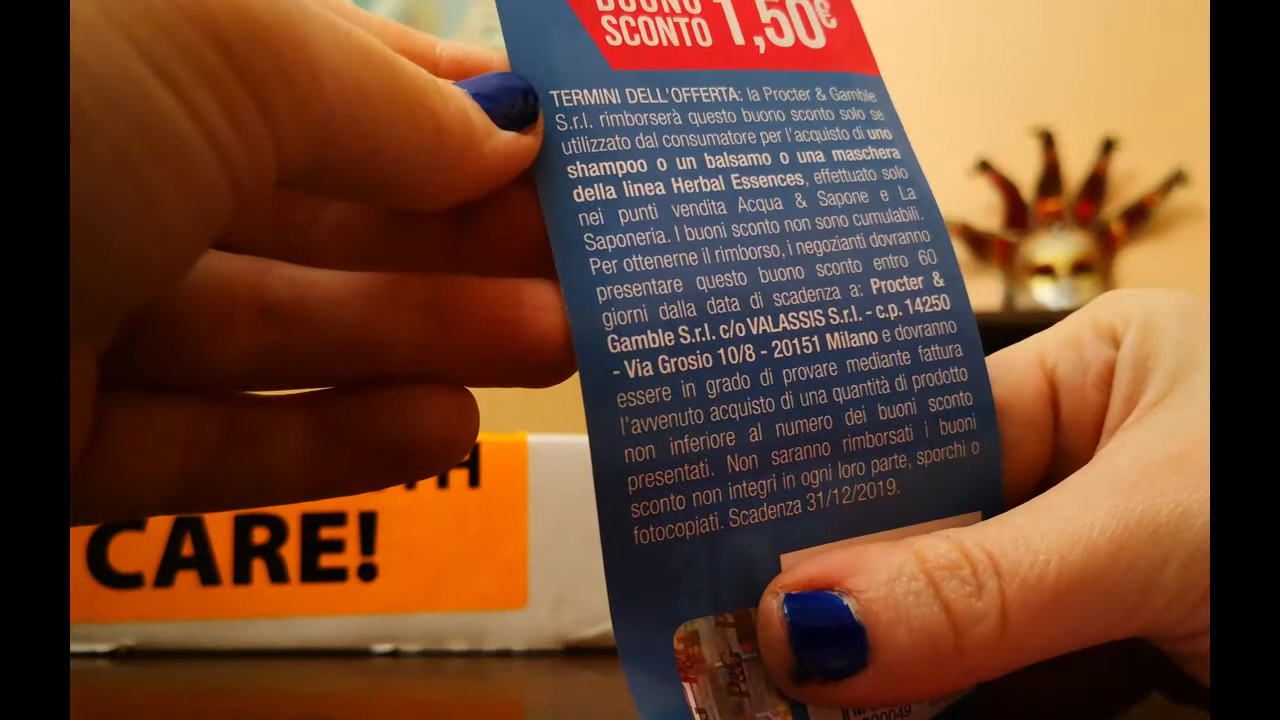 BUONO
SCONTO 1,50€
TERMINI DELL'OFFERTA: la Procter & Gamble
S.r.l. rimborserà questo buono sconto solo se
utilizzato dal consumatore per l'acquisto di uno
shampoo o un balsamo o una maschera
della linea Herbal Essences, effettuato solo
nei punti vendita Acqua & Sapone e La
Saponeria. I buoni sconto non sono cumulabili.
Per ottenerne il rimborso, i negozianti dovranno
presentare questo buono sconto entro 60
giorni dalla data di scadenza a: Procter &
Gamble S.r.l. c/o VALASSIS S.r.l. - c.p. 14250
- Via Grosio 10/8 - 20151 Milano e dovranno
essere in grado di provare mediante fattura
l'avvenuto acquisto di una quantità di prodotto
non inferiore al numero dei buoni sconto
presentati. Non saranno rimborsati i buoni
sconto non integri in ogni loro parte, sporchi o
fotocopiati. Scadenza 31/12/2019.
CARE!
P&G